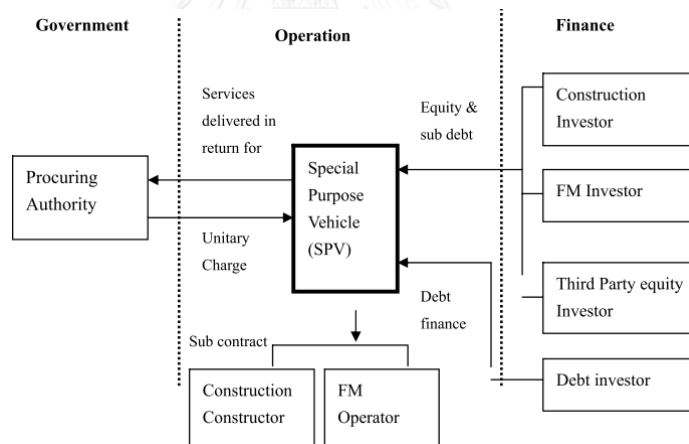 Government
Operation
Finance
Services
delivered in
return for
Equity &
sub debt
Construction
Investor
Procuring
Authority
Special
Purpose
Vehicle
(SPV)
FM Investor
Unitary
Charge
Third Party equity
Investor
Debt
finance
Sub contract
Construction
Constructor
FM
Operator
Debt investor